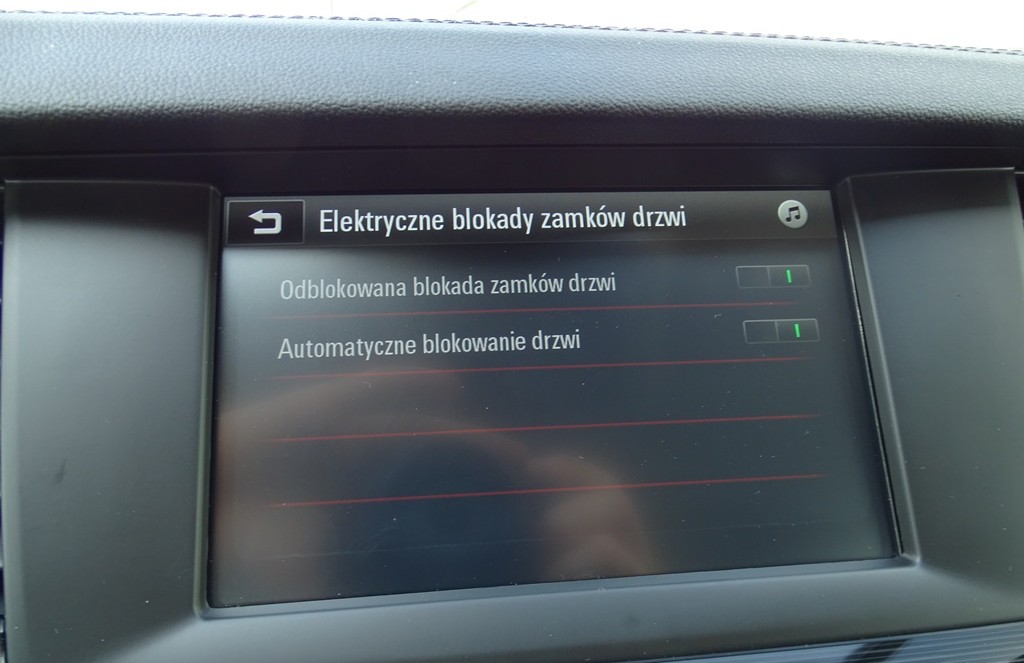 Elektryczne blokady zamków drzwi
Odblokowana blokada zamków drzwi
Automatyczne blokowanie drzwi